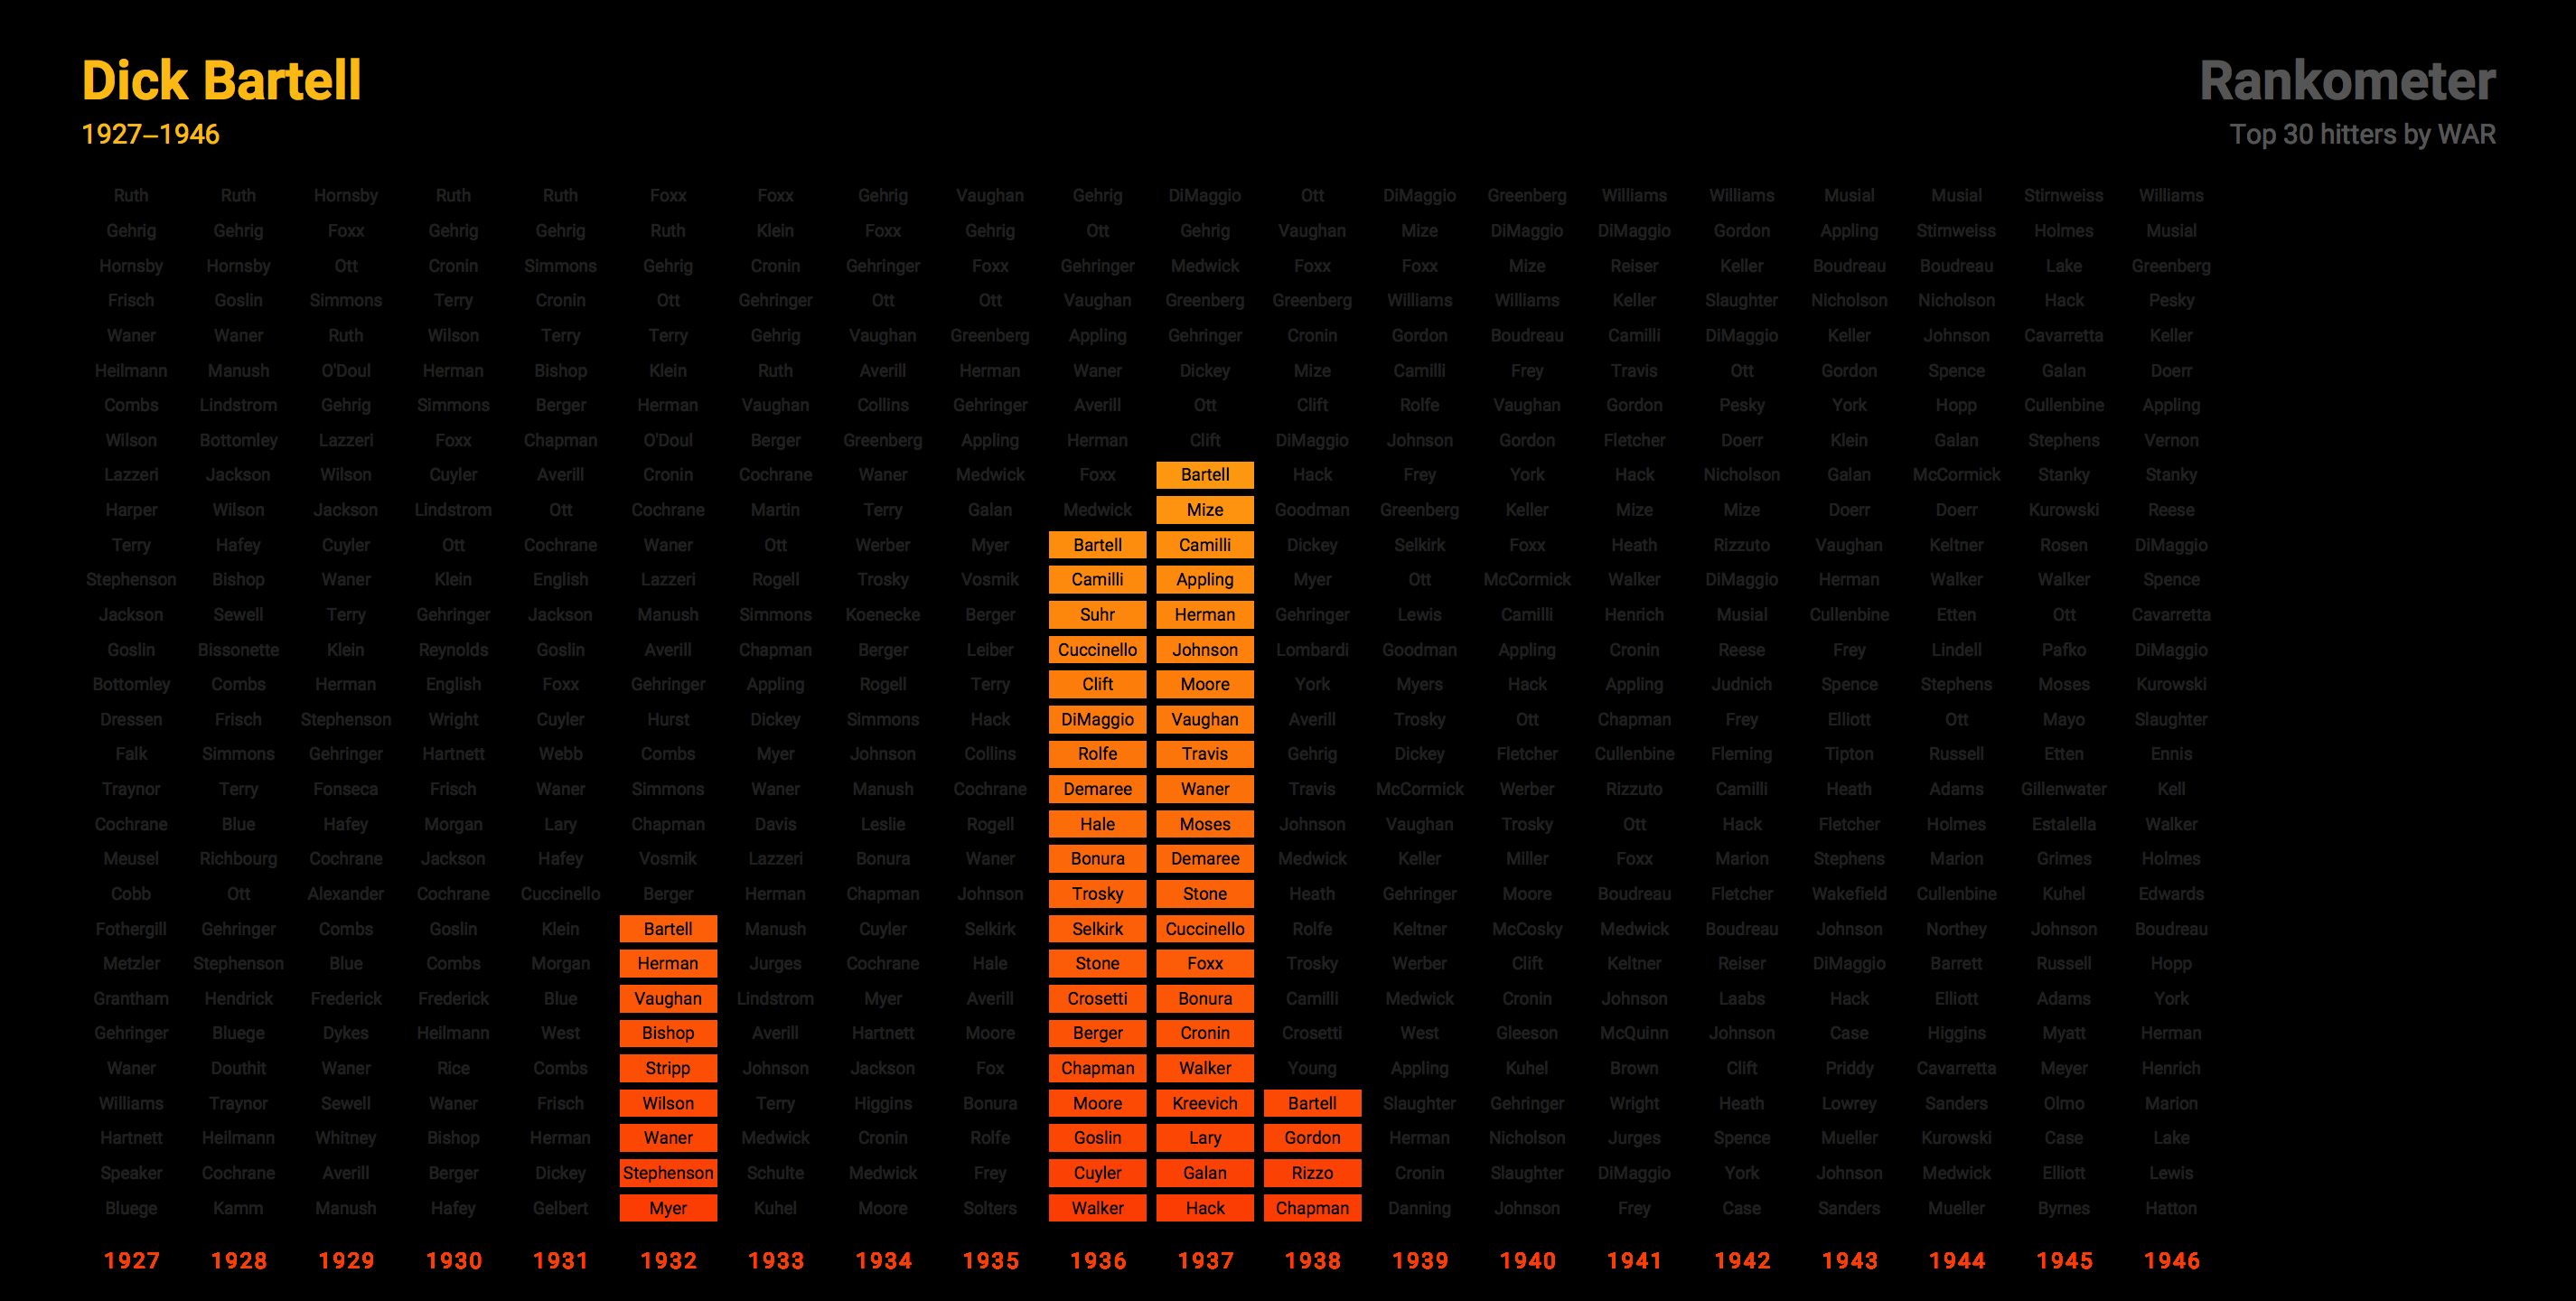 Dick Bartell
1927–1946
Rankometer
Top 30 hitters by WAR
Ruth Ruth Hornsby Ruth Ruth Foxx Foxx Gehrig Vaughan Gehrig DiMaggio Ott DiMaggio Greenberg Williams Williams Musial Musial Stirnweiss Williams
Gehrig Gehrig Foxx Gehrig Gehrig Ruth Klein Foxx Gehrig Ott Gehrig Vaughan Mize DiMaggio DiMaggio Gordon Appling Stirnweiss Holmes Musial
Hornsby Hornsby Ott Cronin Simmons Gehrig Cronin Gehringer Foxx Gehringer Medwick Foxx Foxx Mize Reiser Keller Boudreau Boudreau Lake Greenberg
Frisch Goslin Simmons Terry Cronin Ott Gehringer Ott Ott Vaughan Greenberg Greenberg Williams Williams Keller Slaughter Nicholson Nicholson Hack Pesky
Waner Waner Ruth Wilson Terry Terry Gehrig Vaughan Greenberg Appling Gehringer Cronin Gordon Boudreau Camilli DiMaggio Keller Johnson Cavarretta Keller
Heilmann Manush O'Doul Herman Bishop Klein Ruth Averill Herman Waner Dickey Mize Camilli Frey Travis Ott Gordon Spence Galan Doerr
Combs Lindstrom Gehrig Simmons Berger Herman Vaughan Collins Gehringer Averill Ott Clift Rolfe Vaughan Gordon Pesky York Hopp Cullenbine Appling
Wilson Bottomley Lazzeri Foxx Chapman O'Doul Berger Greenberg Appling Herman Clift DiMaggio Johnson Gordon Fletcher Doerr Klein Galan Stephens Vernon
Lazzeri Jackson Wilson Cuyler Averill Cronin Cochrane Waner Medwick Foxx Bartell Hack Frey York Hack Nicholson Galan McCormick Stanky Stanky
Harper Wilson Jackson Lindstrom Ott Cochrane Martin Terry Galan Medwick Mize Goodman Greenberg Keller Mize Mize Doerr Doerr Kurowski Reese
Terry Hafey Cuyler Ott Cochrane Waner Ott Werber Myer Bartell Camilli Dickey Selkirk Foxx Heath Rizzuto Vaughan Keltner Rosen DiMaggio
Stephenson Bishop Waner Klein English Lazzeri Rogell Trosky Vosmik Camilli Appling Myer Ott McCormick Walker DiMaggio Herman Walker Walker Spence
Jackson Sewell Terry Gehringer Jackson Manush Simmons Koenecke Berger Suhr Herman Gehringer Lewis Camilli Henrich Musial Cullenbine Etten Ott Cavarretta
Goslin Bissonette Klein Reynolds Goslin Averill Chapman Berger Leiber Cuccinello Johnson Lombardi Goodman Appling Cronin Reese Frey Lindell Pafko DiMaggio
Bottomley Combs Herman English Foxx Gehringer Appling Rogell Terry Clift Moore York Myers Hack Appling Judnich Spence Stephens Moses Kurowski
Dressen Frisch Stephenson Wright Cuyler Hurst Dickey Simmons Hack DiMaggio Vaughan Averill Trosky Ott Chapman Frey Elliott Ott Mayo Slaughter
Falk Simmons Gehringer Hartnett Webb Combs Myer Johnson Collins Rolfe Travis Gehrig Dickey Fletcher Cullenbine Fleming Tipton Russell Etten Ennis
Traynor Terry Fonseca Frisch Waner Simmons Waner Manush Cochrane Demaree Waner Travis McCormick Werber Rizzuto Camilli Heath Adams Gillenwater Kell
Cochrane Blue Hafey Morgan Lary Chapman Davis Leslie Rogell Hale Moses Johnson Vaughan Trosky Ott Hack Fletcher Holmes Estalella Walker
Meusel Richbourg Cochrane Jackson Hafey Vosmik Lazzeri Bonura Waner Bonura Demaree Medwick Keller Miller Foxx Marion Stephens Marion Grimes Holmes
Cobb Ott Alexander Cochrane Cuccinello Berger Herman Chapman Johnson Trosky Stone Heath Gehringer Moore Boudreau Fletcher Wakefield Cullenbine Kuhel Edwards
Fothergill Gehringer Combs Goslin Klein Bartell Manush Cuyler Selkirk Selkirk Cuccinello Rolfe Keltner McCosky Medwick Boudreau Johnson Northey Johnson Boudreau
Metzler Stephenson Blue Combs Morgan Herman Jurges Cochrane Hale Stone Foxx Trosky Werber Clift Keltner Reiser DiMaggio Barrett Russell Hopp
Grantham Hendrick Frederick Frederick Blue Vaughan Lindstrom Myer Averill Crosetti Bonura Camilli Medwick Cronin Johnson Laabs Hack Elliott Adams York
Gehringer Bluege Dykes Heilmann West Bishop Averill Hartnett Moore Berger Cronin Crosetti West Gleeson McQuinn Johnson Case Higgins Myatt Herman
Waner Douthit Waner Rice Combs Stripp Johnson Jackson Fox Chapman Walker Young Appling Kuhel Brown Clift Priddy Cavarretta Meyer Henrich
Williams Traynor Sewell Waner Frisch Wilson Terry Higgins Bonura Moore Kreevich Bartell Slaughter Gehringer Wright Heath Lowrey Sanders Olmo Marion
Hartnett Heilmann Whitney Bishop Herman Waner Medwick Cronin Rolfe Goslin Lary Gordon Herman Nicholson Jurges Spence Mueller Kurowski Case Lake
Speaker Cochrane Averill Berger Dickey Stephenson Schulte Medwick Frey Cuyler Galan Rizzo Cronin Slaughter DiMaggio York Johnson Medwick Elliott Lewis
Bluege Kamm Manush Hafey Gelbert Myer Kuhel Moore Solters Walker Hack Chapman Danning Johnson Frey Case Sanders Mueller Byrnes Hatton
1927 1928 1929 1930 1931 1932 1933 1934 1935 1936 1937 1938 1939 1940 1941 1942 1943 1944 1945 1946